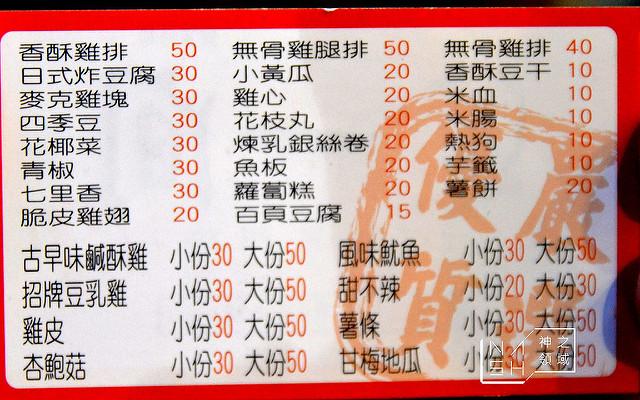 香酥雞排 50 無骨雞腿排 50 無骨雞排 40
日式炸豆腐 30 小黃瓜 20 香酥豆干 10
麥克雞塊 30 雞心 20 米血 10
四季豆 30 花枝丸 20 米腸 10
花椰菜 30 煉乳銀絲卷 20 熱狗 10
青椒 30 魚板 20 芋籤 10
七里香 30 蘿蔔糕 20 薯餅 20
脆皮雞翅 20 百頁豆腐 15
古早味鹹酥雞 小份30 大份50 風味魷魚 小份30 大份50
招牌豆乳雞 小份30 大份50 甜不辣 小份20 大份30
雞皮 小份30 大份50 薯條 小份30 大份50
杏鮑菇 小份30 大份50 甘梅地瓜 小份30 50
優質
嚴
神之領域